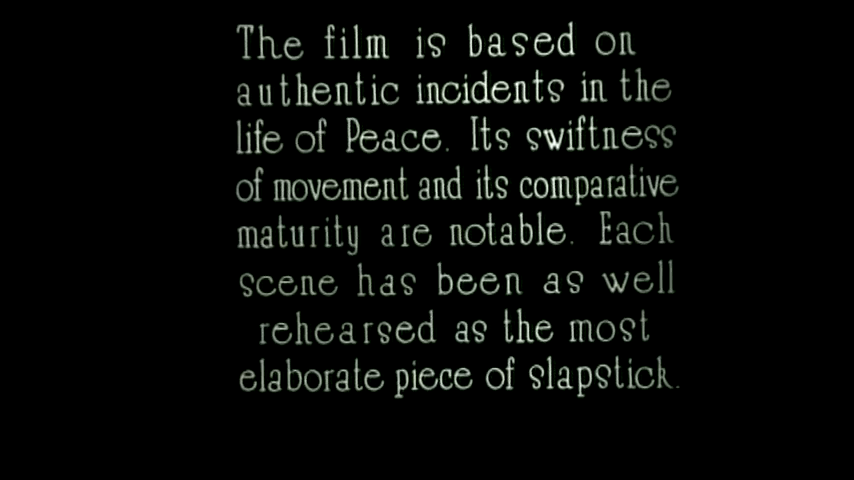 The film is based on
authentic incidents in the
life of Peace. Its swiftness
of movement and its comparative
maturity are notable. Each
scene has been as well
rehearsed as the most
elaborate piece of slapstick.